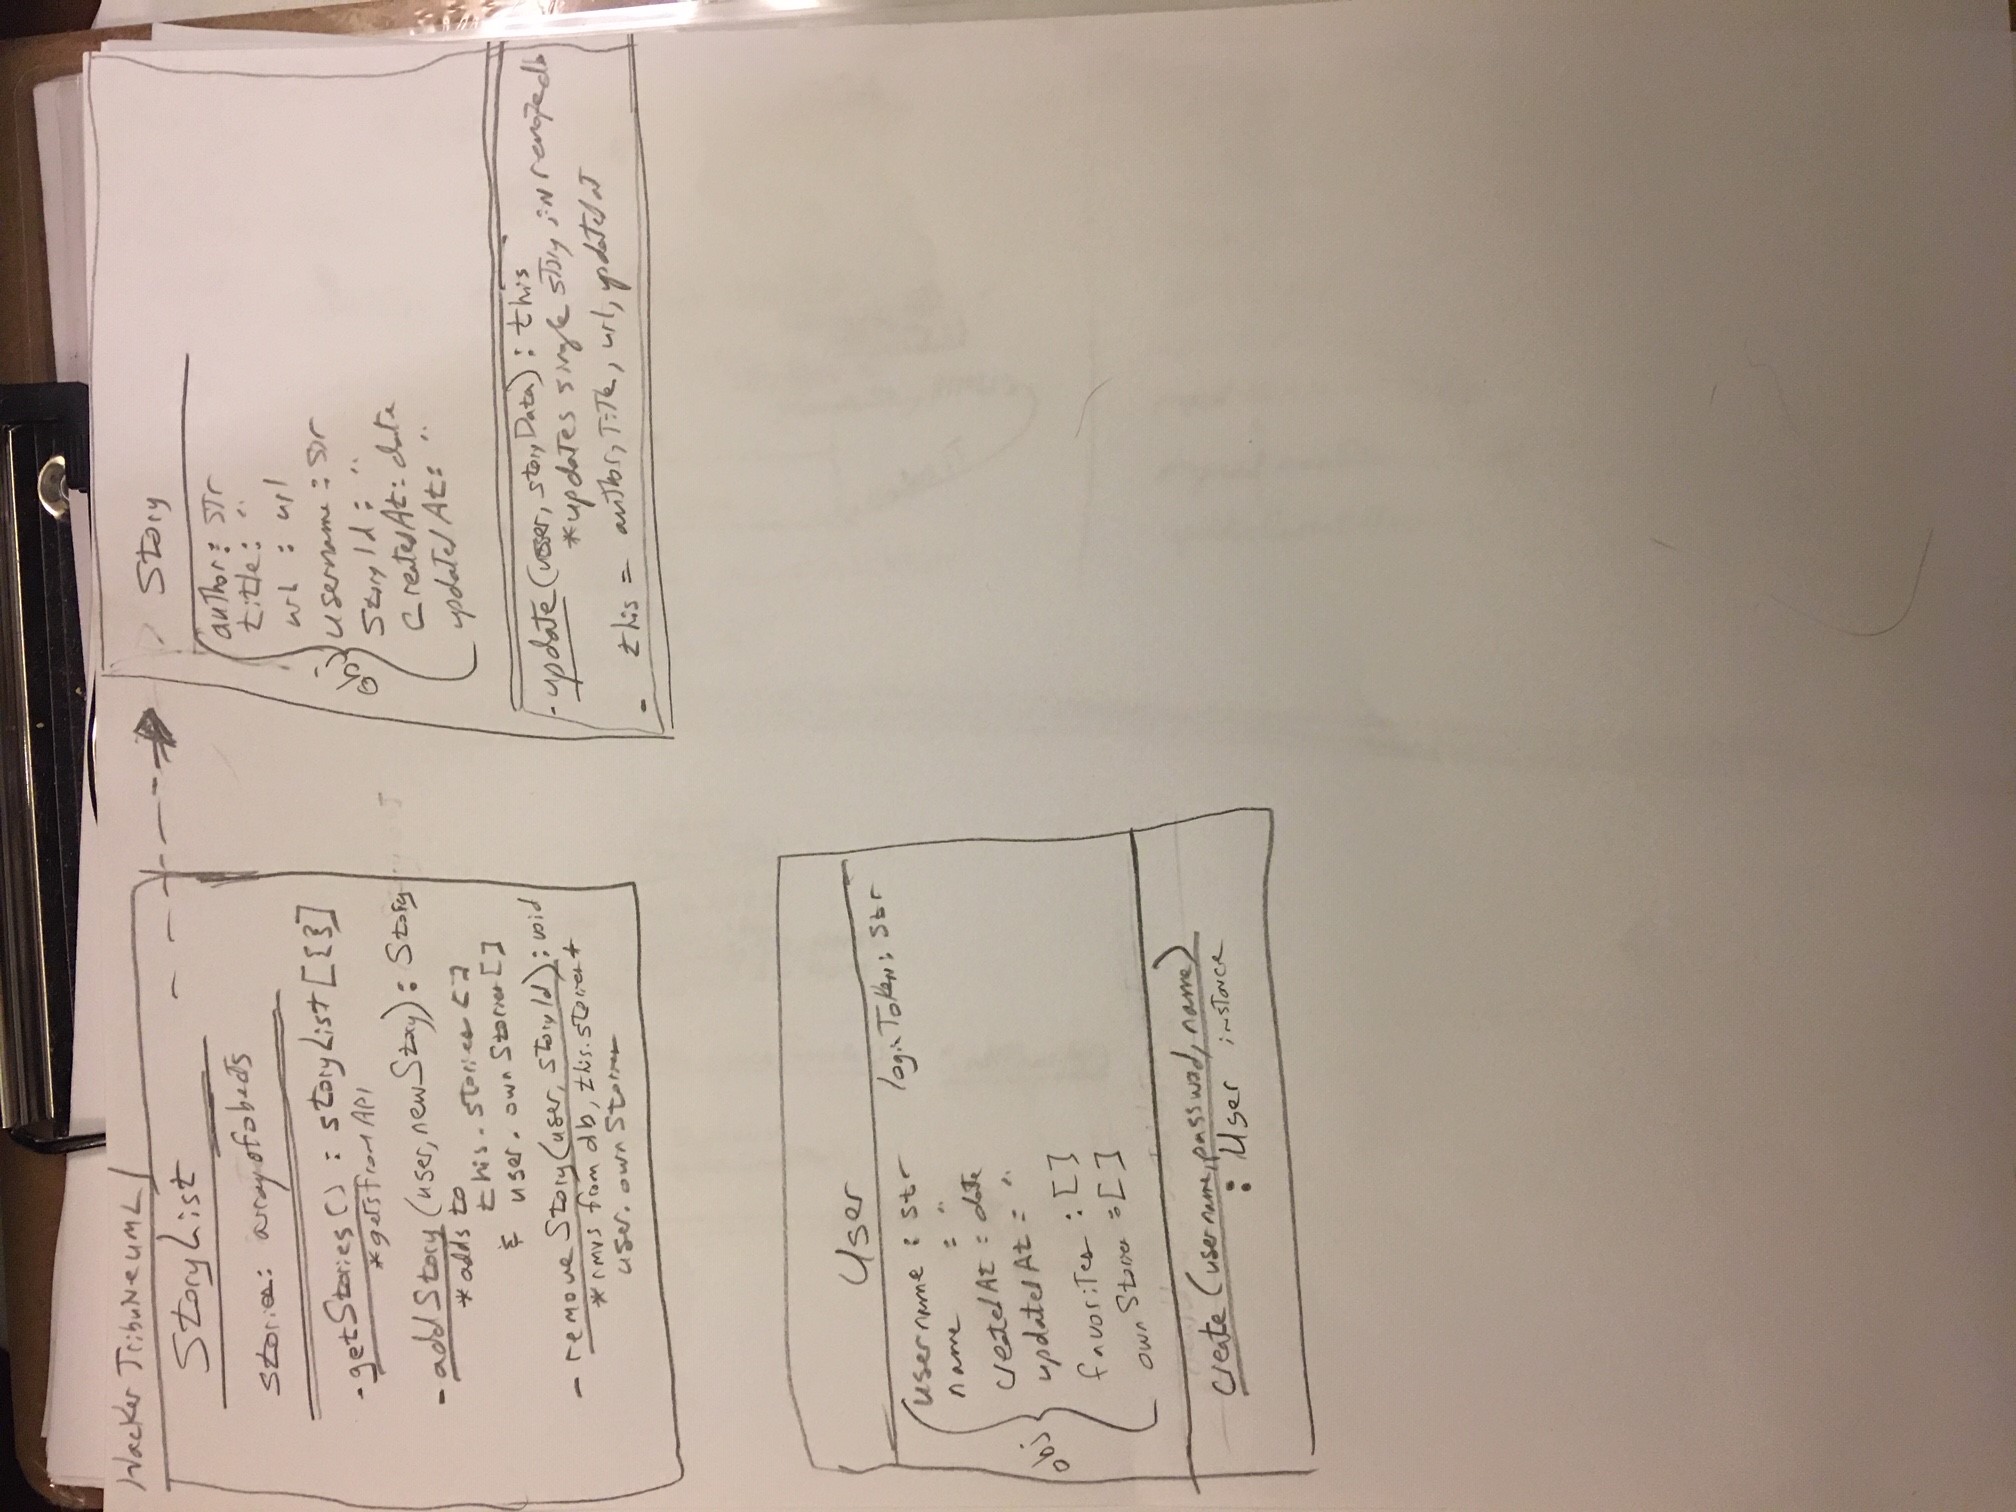 Hacker Tribune UML
StoryList
stories: array of obects
- getStories() : storyList [{}]
* gets from API
- addStory (user, newStory) : Story
* adds to
this.stories []
& user.ownStories []
- remove Story (user, storyId) : void
* rmvs from db, this.stories +
user.ownStories
Story
obj
author : str
title : "
url : url
username : str
StoryId : "
createdAt : date
updatedAt : "
- update (user, storyData) : this
* updates single story in remote db
- this = author, title, url, updatedAt
User
obj
username : str loginToken : str
name = "
createdAt = date
updatedAt = "
favorites : []
ownStories = []
create (username, password, name)
: User instance